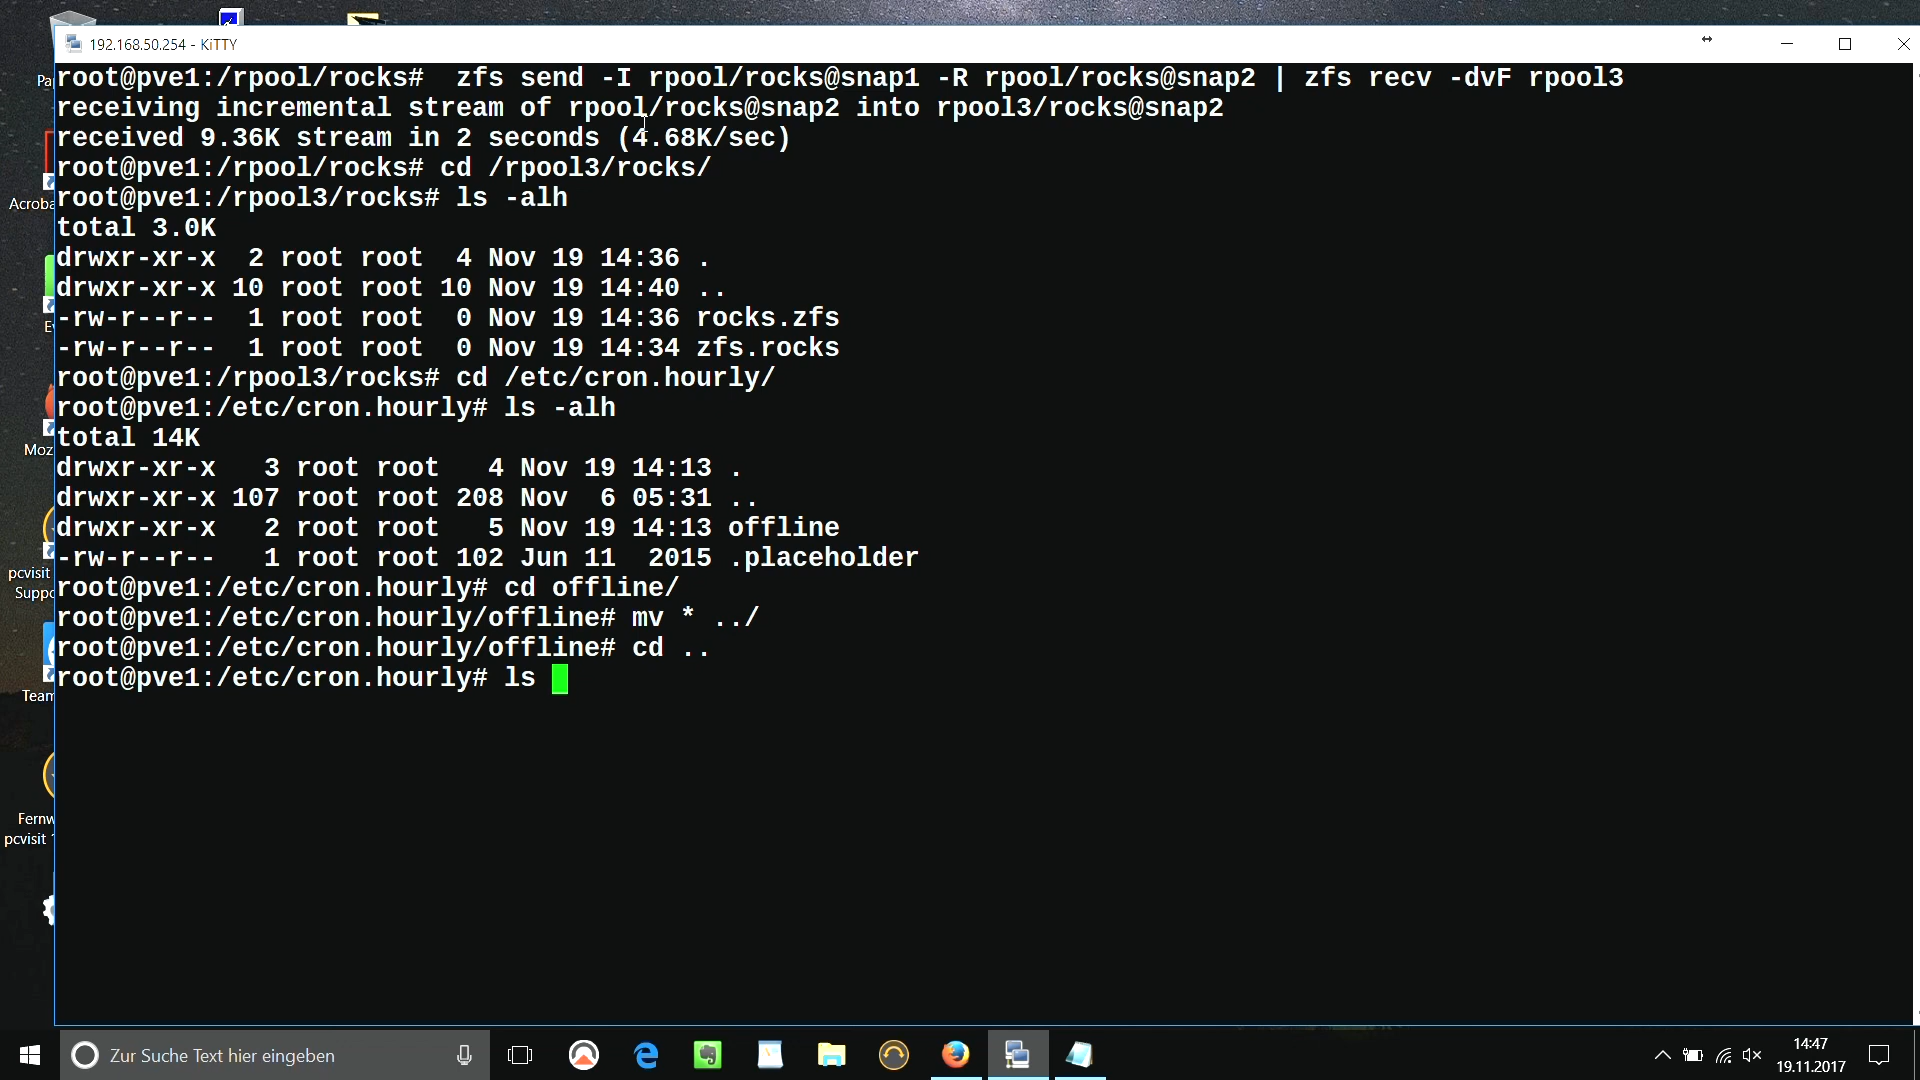 192.168.50.254 - KiTTY
root@pve1:/rpool/rocks#  zfs send -I rpool/rocks@snap1 -R rpool/rocks@snap2 | zfs recv -dvF rpool3
receiving incremental stream of rpool/rocks@snap2 into rpool3/rocks@snap2
received 9.36K stream in 2 seconds (4.68K/sec)
root@pve1:/rpool/rocks# cd /rpool3/rocks/
root@pve1:/rpool3/rocks# ls -alh
total 3.0K
drwxr-xr-x  2 root root  4 Nov 19 14:36 .
drwxr-xr-x 10 root root 10 Nov 19 14:40 ..
-rw-r--r--  1 root root  0 Nov 19 14:36 rocks.zfs
-rw-r--r--  1 root root  0 Nov 19 14:34 zfs.rocks
root@pve1:/rpool3/rocks# cd /etc/cron.hourly/
root@pve1:/etc/cron.hourly# ls -alh
total 14K
drwxr-xr-x   3 root root   4 Nov 19 14:13 .
drwxr-xr-x 107 root root 208 Nov  6 05:31 ..
drwxr-xr-x   2 root root   5 Nov 19 14:13 offline
-rw-r--r--   1 root root 102 Jun 11  2015 .placeholder
root@pve1:/etc/cron.hourly# cd offline/
root@pve1:/etc/cron.hourly/offline# mv * ../
root@pve1:/etc/cron.hourly/offline# cd ..
root@pve1:/etc/cron.hourly# ls
Pa
Acroba
E
Moz
pcvisit
Suppo
Team
Fernw
pcvisit
Zur Suche Text hier eingeben
14:47
19.11.2017